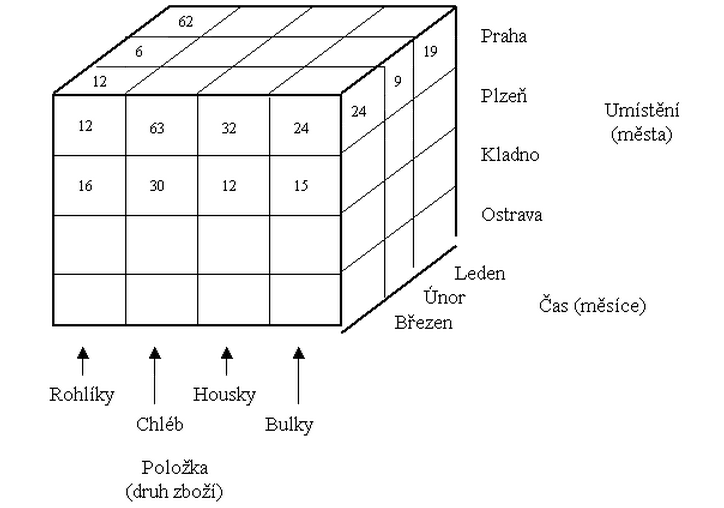 62
6
12
19
9
24
12 63 32 24
16 30 12 15
Praha
Plzeň
Kladno
Ostrava
Umístění
(města)
Leden
Únor
Březen
Čas (měsíce)
Rohlíky
Housky
Chléb
Bulky
Položka
(druh zboží)